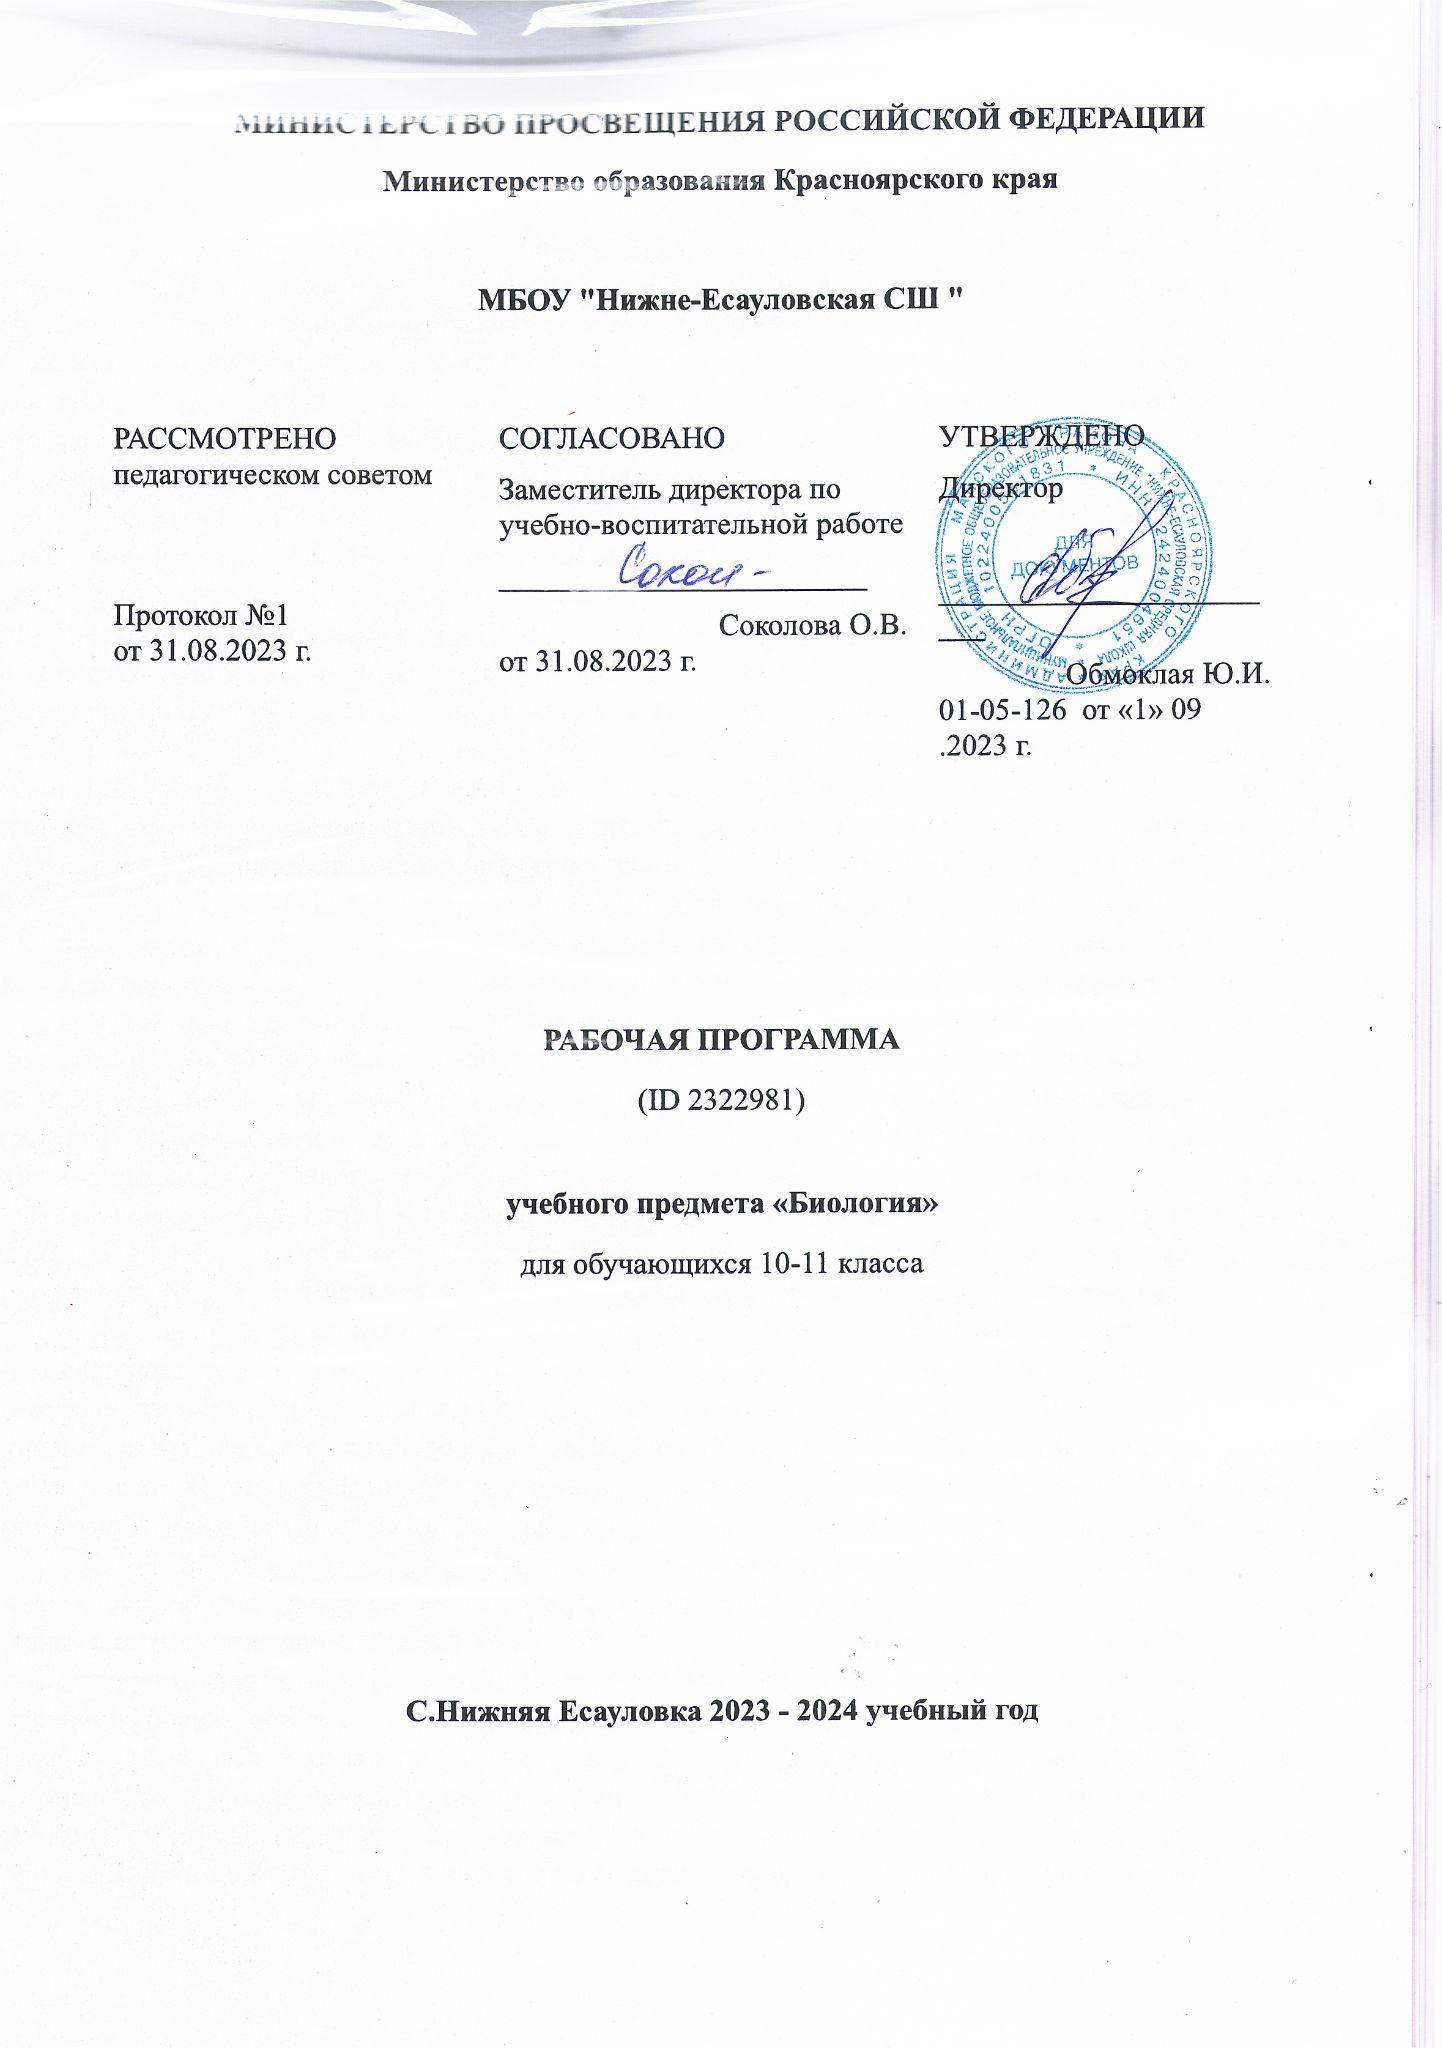 МИНИСТЕРСТВО ПРОСВЕЩЕНИЯ РОССИЙСКОЙ ФЕДЕРАЦИИ
Министерство образования Красноярского края
МБОУ "Нижне-Есауловская СШ "
РАССМОТРЕНО
педагогическом советом
Протокол №1
от 31.08.2023 г.
СОГЛАСОВАНО
Заместитель директора по
учебно-воспитательной работе
Сокол-
Соколова О.В.
от 31.08.2023 г.
УТВЕРЖДЕНО
Директор
ДЛЯ
ДОКУМЕНТОВ
Обмоклая Ю.И.
01-05-126 от «1» 09
.2023 г.
РАБОЧАЯ ПРОГРАММА
(ID 2322981)
учебного предмета «Биология»
для обучающихся 10-11 класса
С.Нижняя Есауловка 2023 - 2024 учебный год